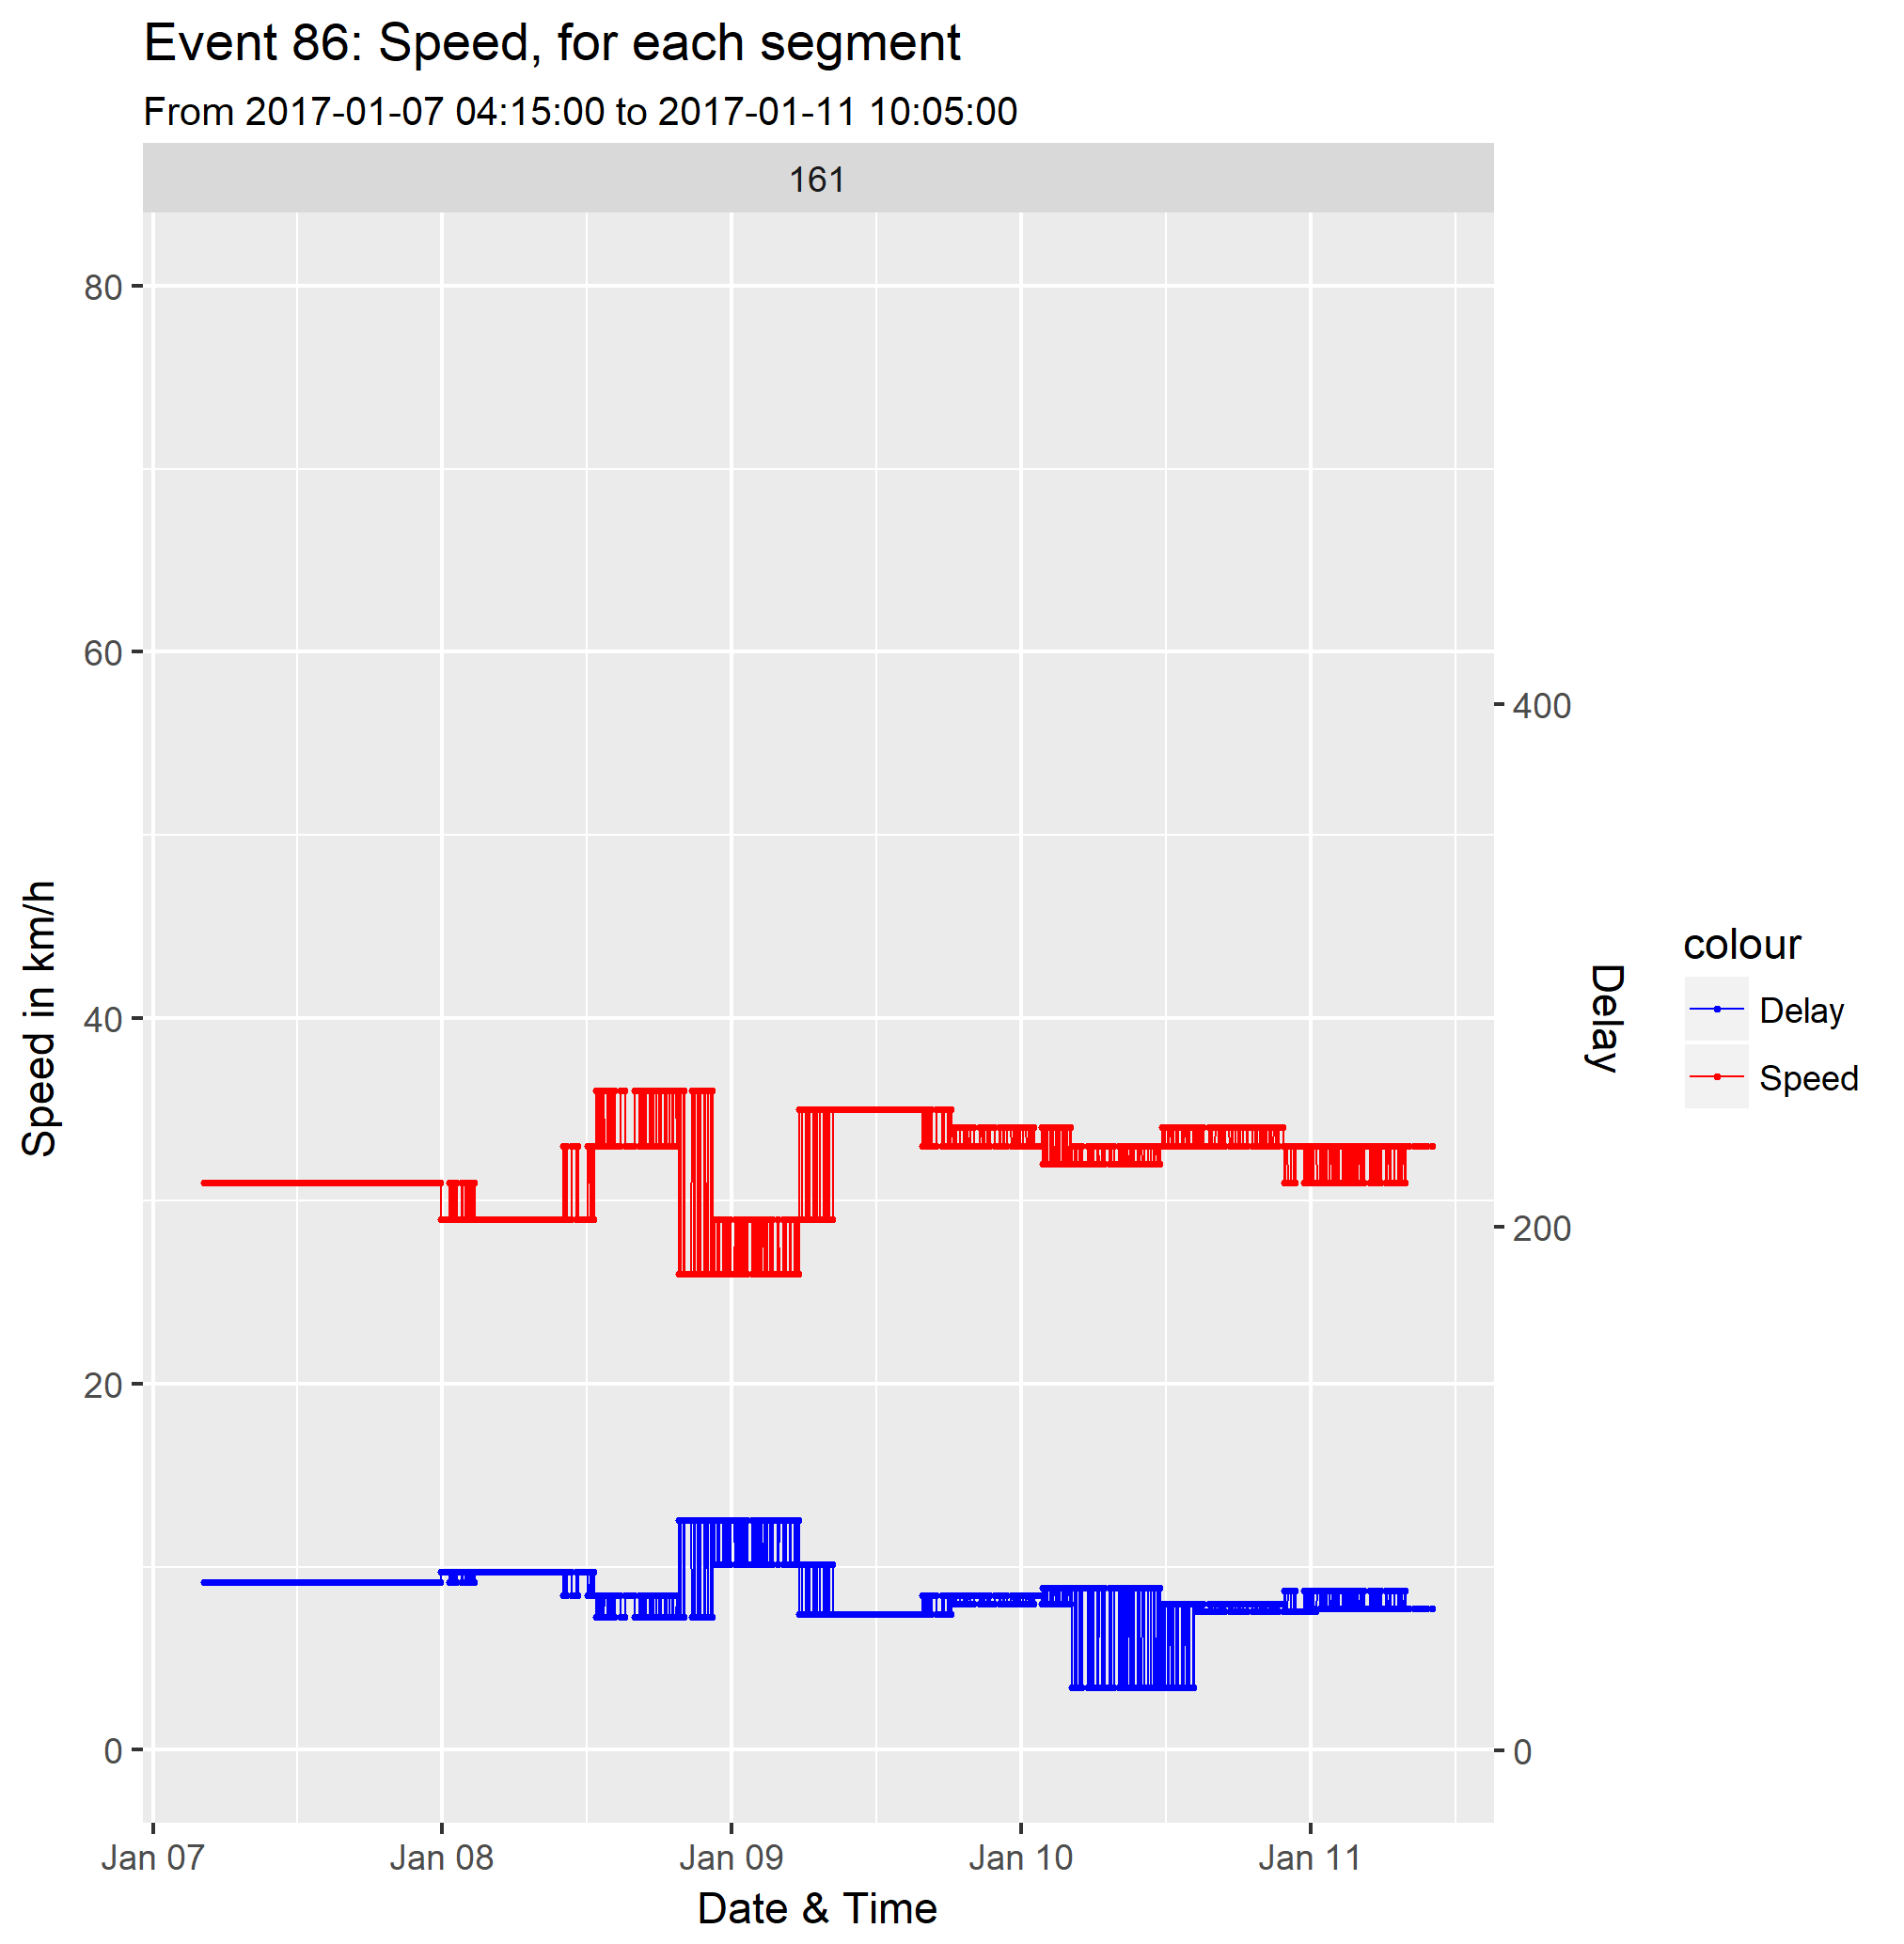 Event 86: Speed, for each segment
From 2017-01-07 04:15:00 to 2017-01-11 10:05:00
161
80
60
40
20
0
Speed in km/h
400
200
0
Delay
colour
Delay
Speed
Jan 07
Jan 08
Jan 09
Jan 10
Jan 11
Date & Time